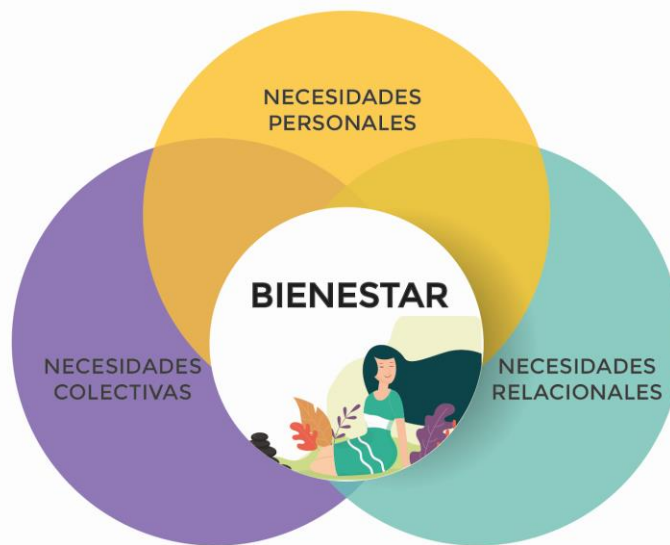 NECESIDADES
PERSONALES
BIENESTAR
NECESIDADES
COLECTIVAS
NECESIDADES
RELACIONALES